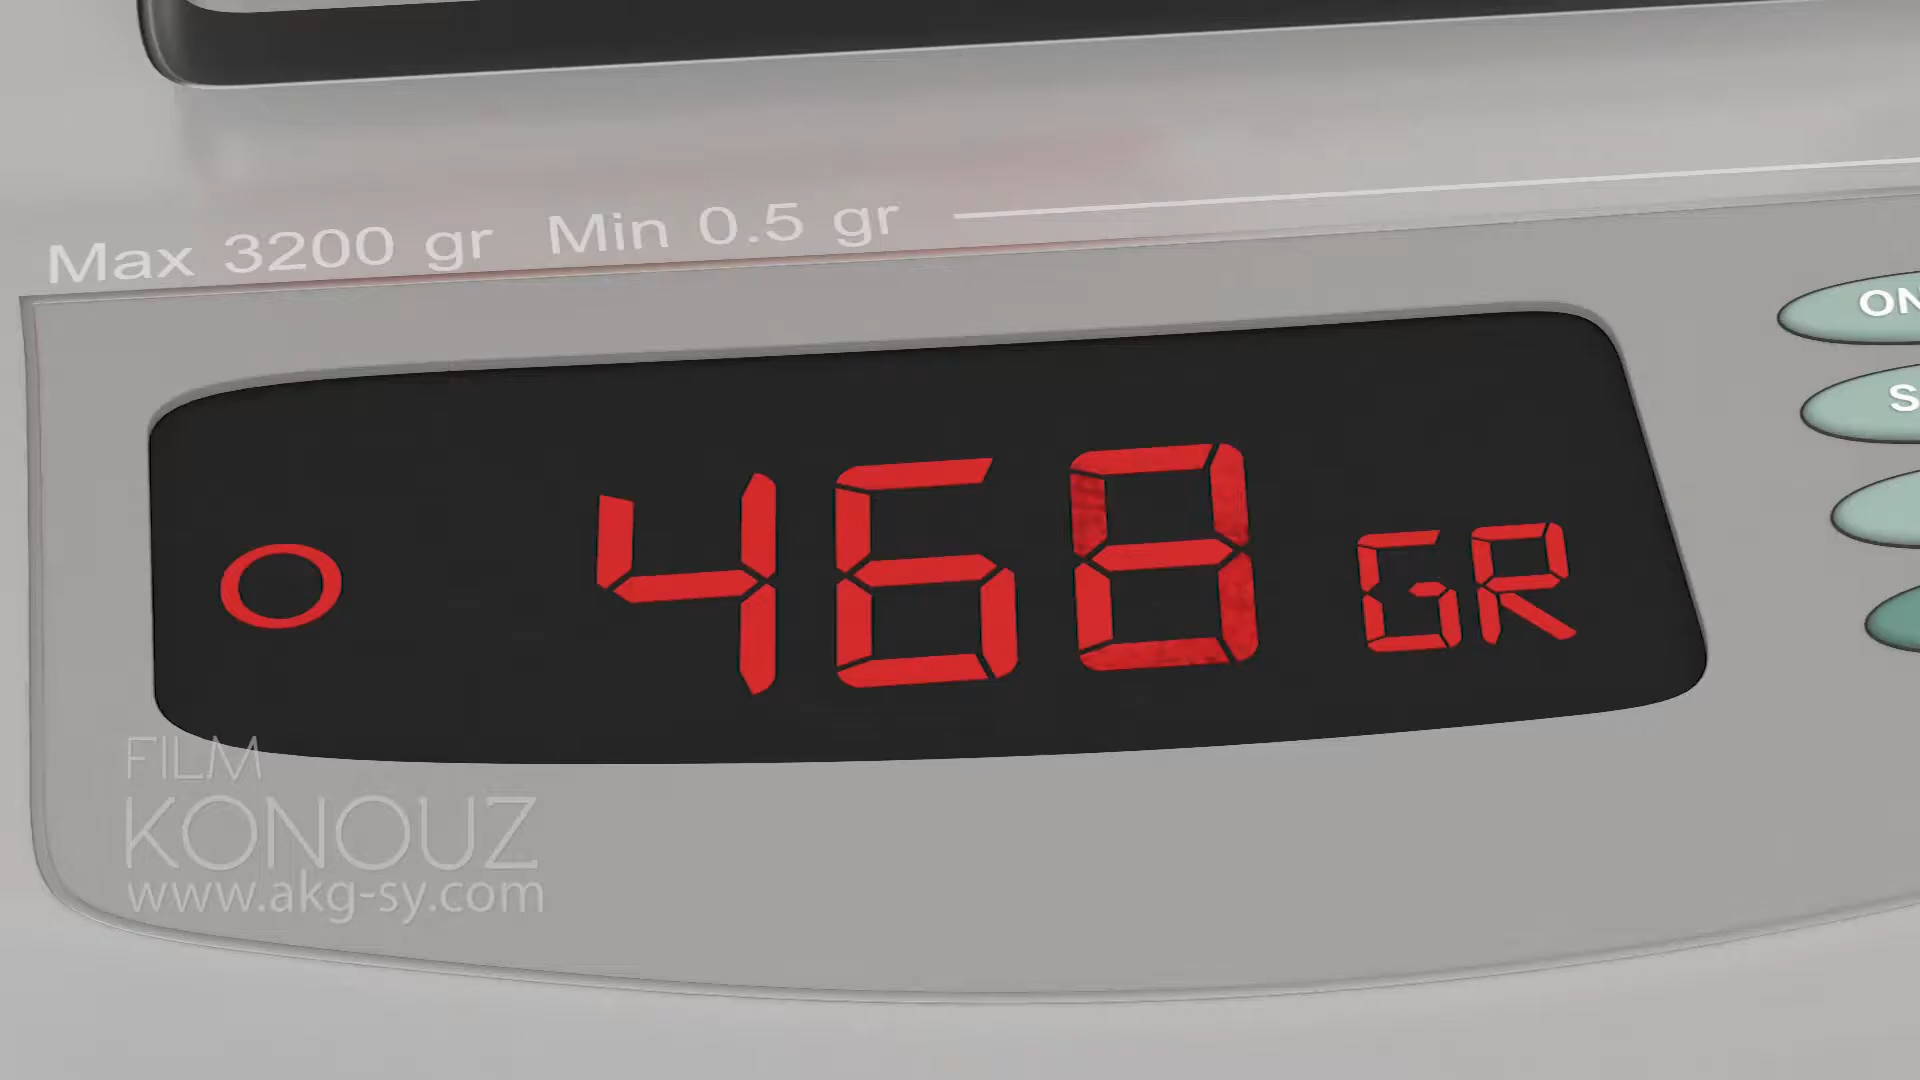 Max 3200 gr Min 0.5 gr
ON
S
468 GR
FILM
KONOUZ
www.akg-sy.com